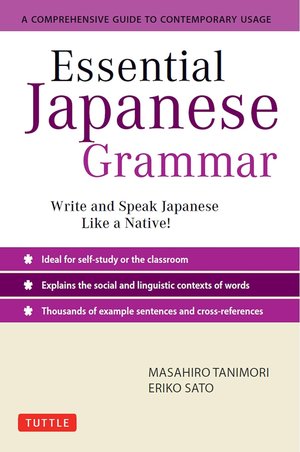 A COMPREHENSIVE GUIDE TO CONTEMPORARY USAGE
Essential
Japanese
Grammar
Write and Speak Japanese
Like a Native!
Ideal for self-study or the classroom
Explains the social and linguistic contexts of words
Thousands of example sentences and cross-references
MASAHIRO TANIMORI
ERIKO SATO
TUTTLE